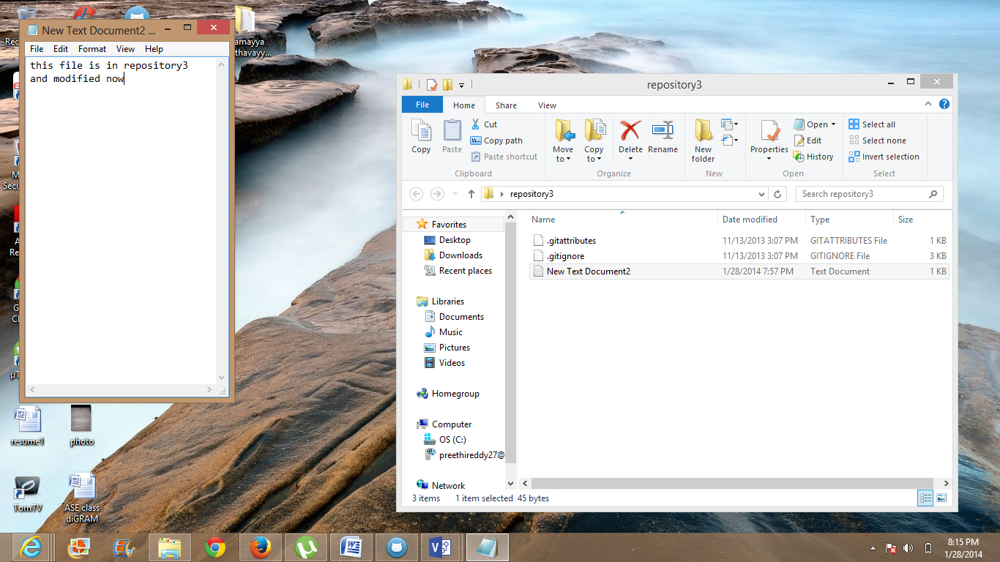 New Text Document2 ...
File Edit Format View Help
this file is in repository3
and modified now
amayya
thavayy...
resume1
photo
TornTV
ASE class
diGRAM
repository3
File Home Share View
Copy
Paste
Cut
Copy path
Paste shortcut
Clipboard
Move to
Copy to
Delete
Rename
Organize
New folder
New
Properties
Open
Edit
History
Open
Select all
Select none
Invert selection
Select
repository3
Search repository3
Favorites
Desktop
Downloads
Recent places
Libraries
Documents
Music
Pictures
Videos
Homegroup
Computer
OS (C:)
preethireddy27@
Network
Name Date modified Type Size
.gitattributes 11/13/2013 3:07 PM GITATTRIBUTES File 1 KB
.gitignore 11/13/2013 3:07 PM GITIGNORE File 3 KB
New Text Document2 1/28/2014 7:57 PM Text Document 1 KB
3 items 1 item selected 45 bytes
8:15 PM
1/28/2014